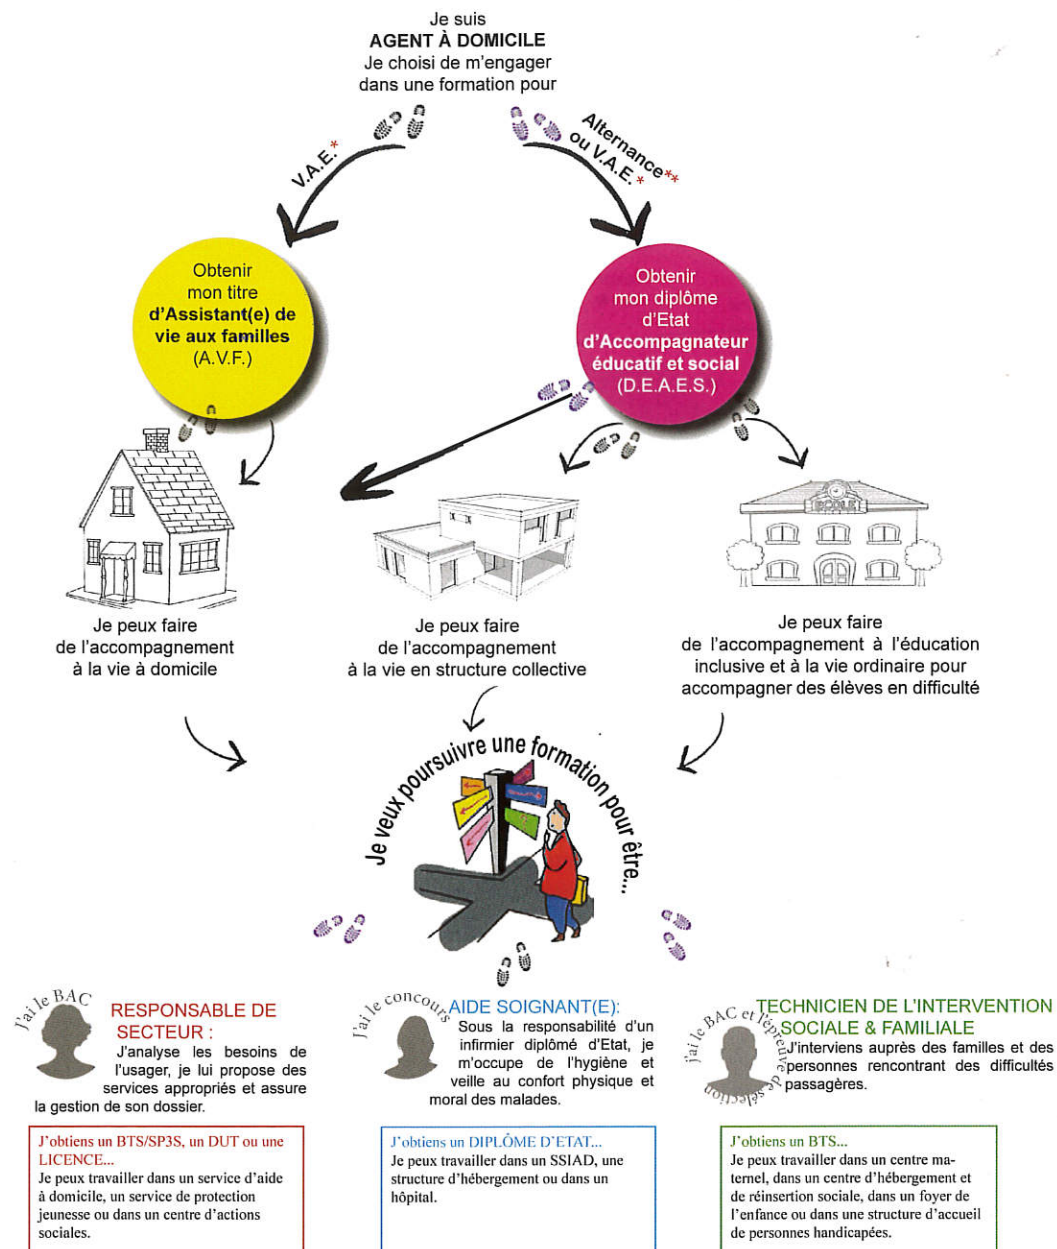 Je suis
AGENT À DOMICILE
Je choisi de m'engager
dans une formation pour
V.A.E.*
Alternance**
ou V.A.E.*
Obtenir
mon titre
d'Assistant(e) de
vie aux familles
(A.V.F.)
Obtenir
mon diplôme
d'Etat
d'Accompagnateur
éducatif et social
(D.E.A.E.S.)
ECOLE
Je peux faire
de l'accompagnement
à la vie à domicile
Je peux faire
de l'accompagnement
à la vie en structure collective
Je peux faire
de l'accompagnement à l'éducation
inclusive et à la vie ordinaire pour
accompagner des élèves en difficulté
Je veux poursuivre une formation pour être...
J'ai le BAC
RESPONSABLE DE
SECTEUR :
J'analyse les besoins de
l'usager, je lui propose des
services appropriés et assure
la gestion de son dossier.
J'obtiens un BTS/SP3S, un DUT ou une
LICENCE...
Je peux travailler dans un service d'aide
à domicile, un service de protection
jeunesse ou dans un centre d'actions
sociales.
J'ai le concours
AIDE SOIGNANT(E):
Sous la responsabilité d'un
infirmier diplômé d'Etat, je
m'occupe de l'hygiène et
veille au confort physique et
moral des malades.
J'obtiens un DIPLÔME D'ETAT...
Je peux travailler dans un SSIAD, une
structure d'hébergement ou dans un
hôpital.
j'ai le BAC et l'épreuve de sélection
TECHNICIEN DE L'INTERVENTION
SOCIALE & FAMILIALE
J'interviens auprès des familles et des
personnes rencontrant des difficultés
passagères.
J'obtiens un BTS...
Je peux travailler dans un centre ma-
ternel, dans un centre d'hébergement et
de réinsertion sociale, dans un foyer de
l'enfance ou dans une structure d'accueil
de personnes handicapées.